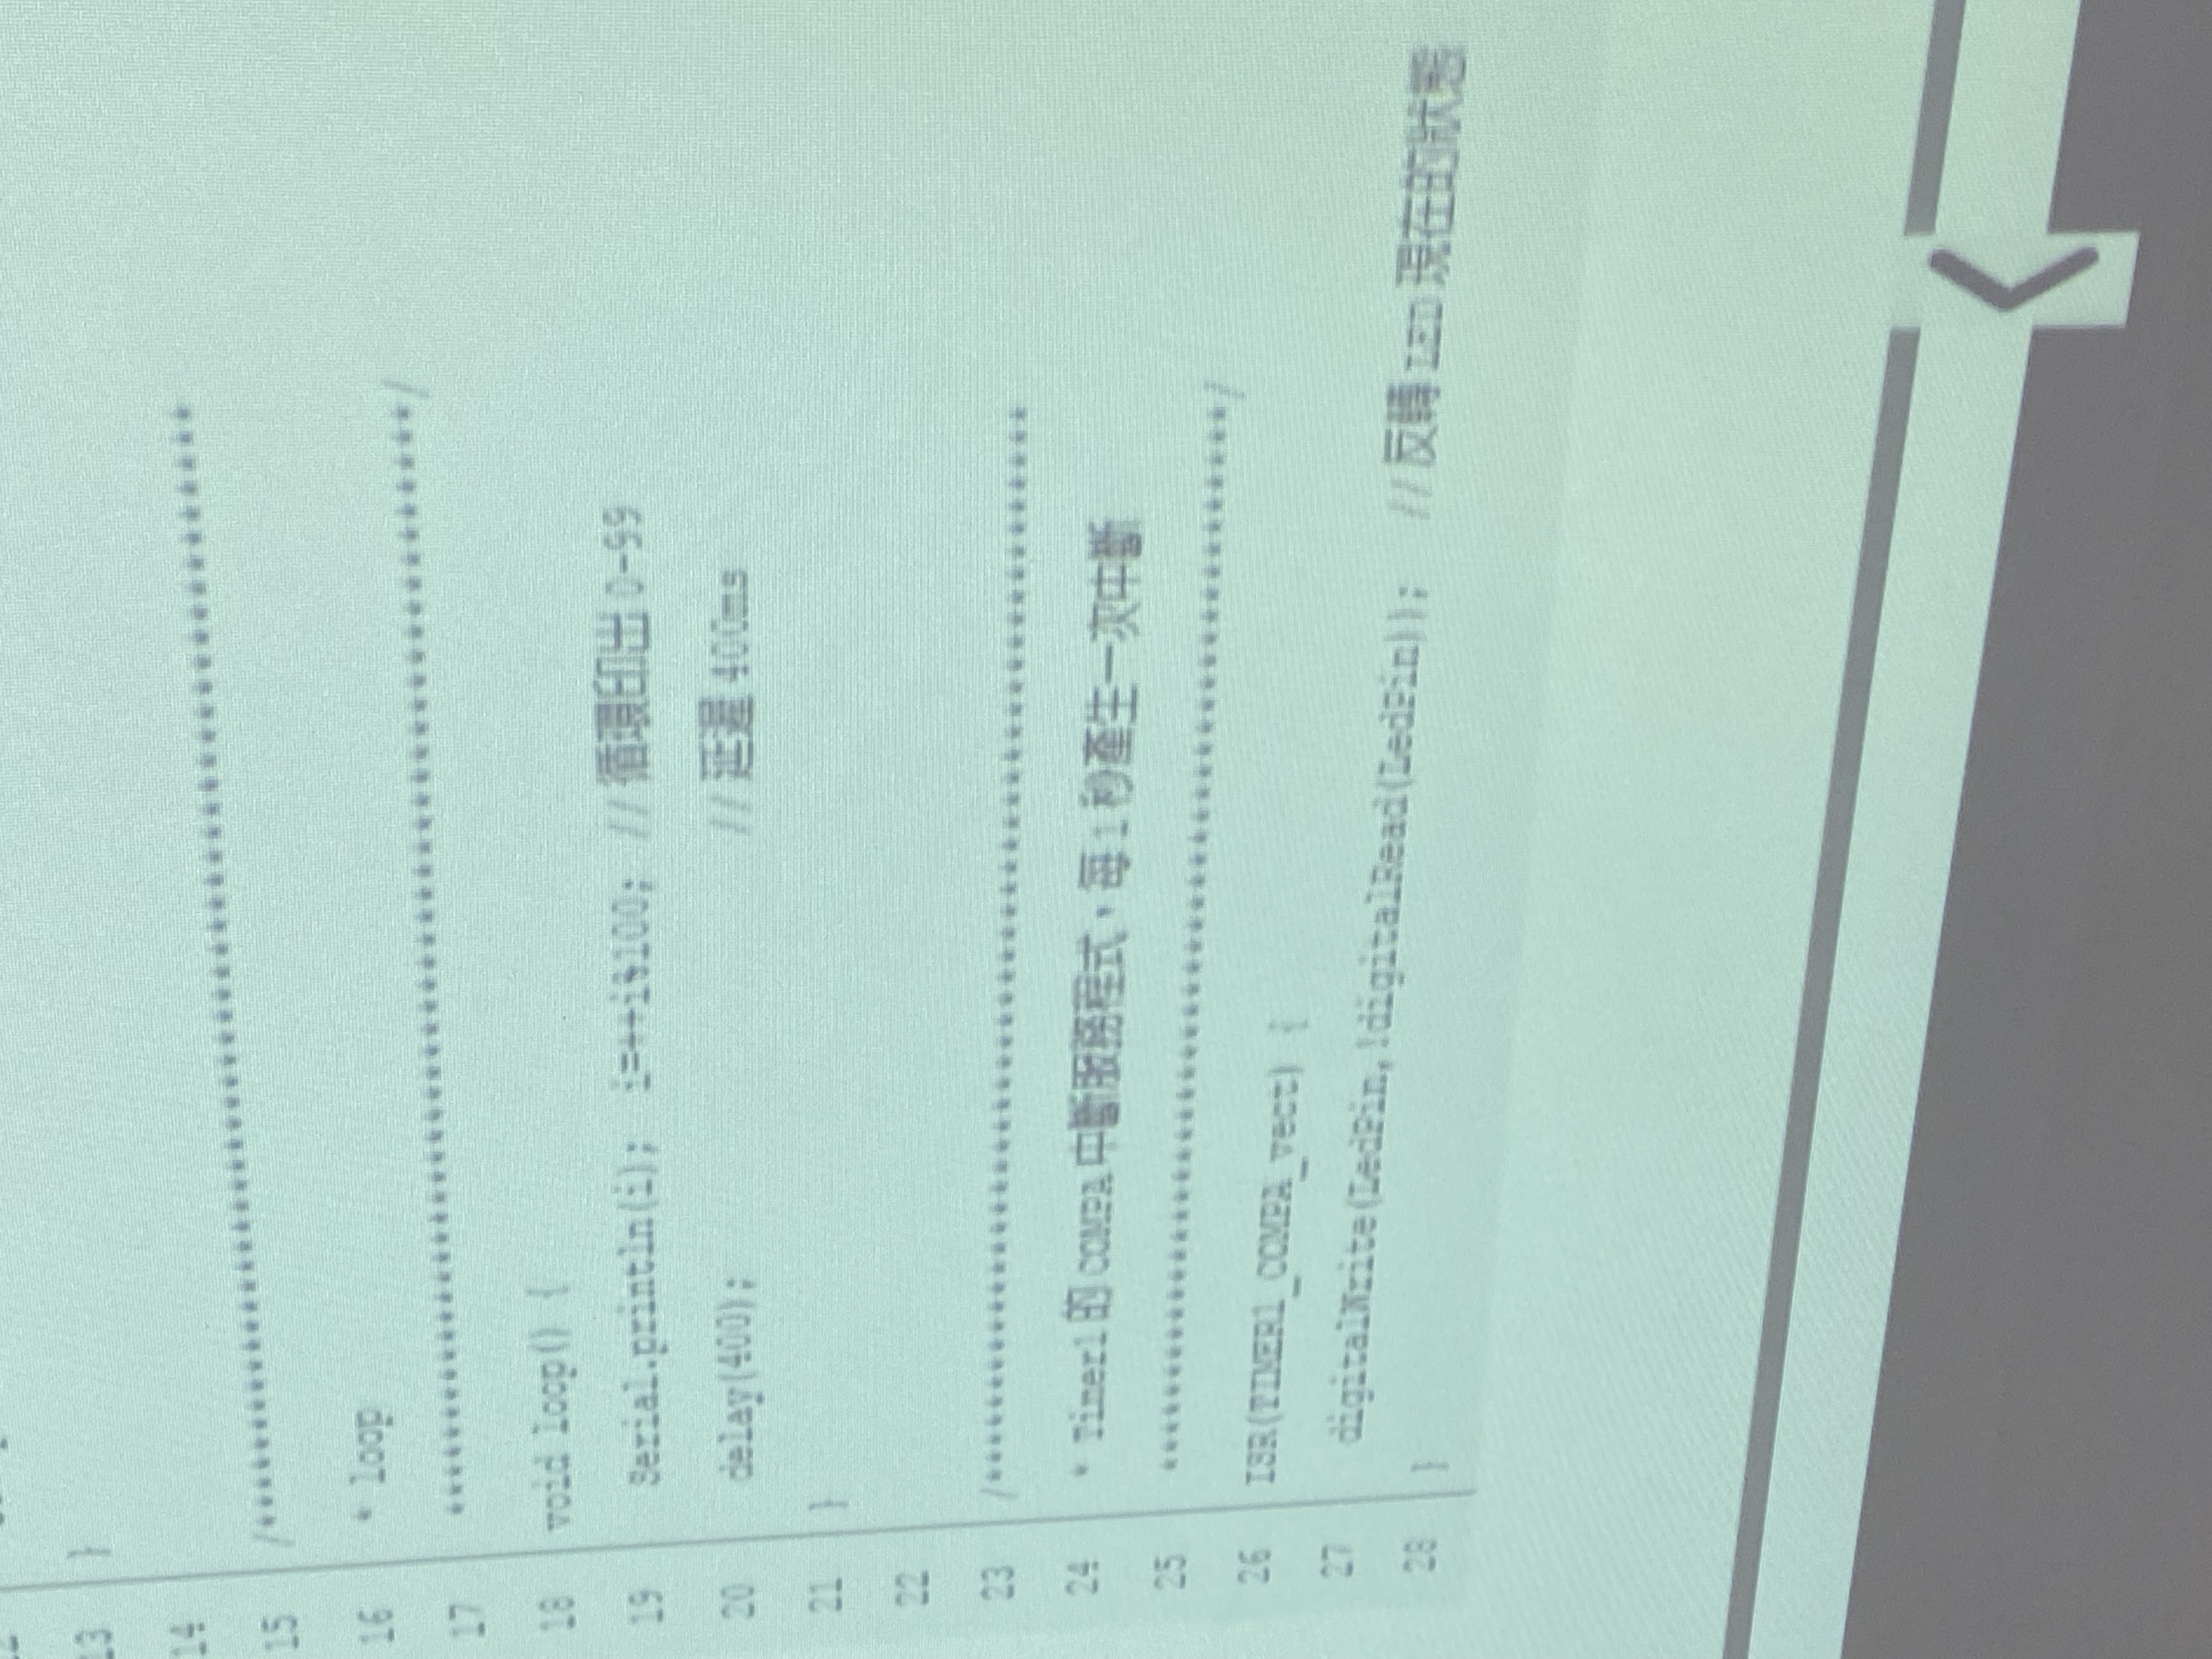 13 }
14
15 /*********************************************
16  * loop
17  *********************************************/
18 void loop() {
19   Serial.println(i);  i=++i%100;  // 循環印出 0-99
20   delay(400);                     // 延遲 400ms
21 }
22
23 /*********************************************
24  * Timer1 的 COMPA 中斷服務程式，每 1 秒產生一次中斷
25  *********************************************/
26 ISR(TIMER1_COMPA_vect) {
27   digitalWrite(LedPin,!digitalRead(LedPin));   // 反轉 LED 現在的狀態
28 }